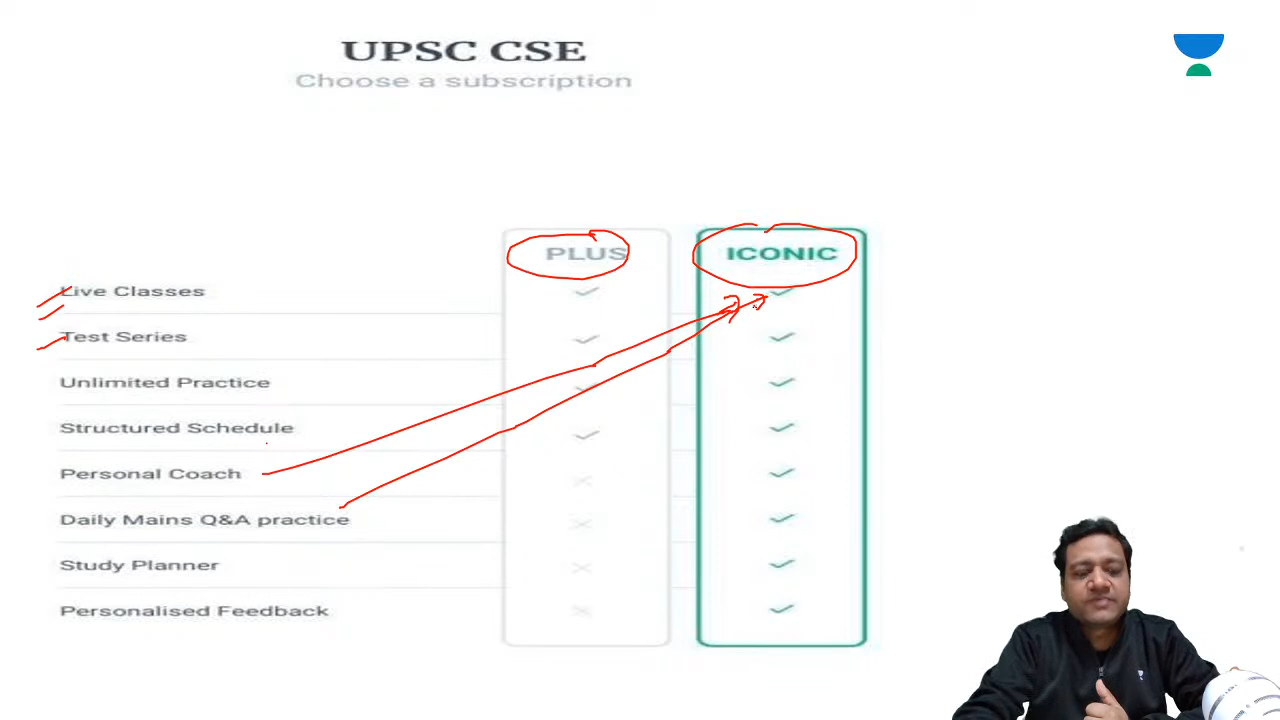 UPSC CSE
Choose a subscription
PLUS
ICONIC
Live Classes
Test Series
Unlimited Practice
Structured Schedule
Personal Coach
Daily Mains Q&A practice
Study Planner
Personalised Feedback